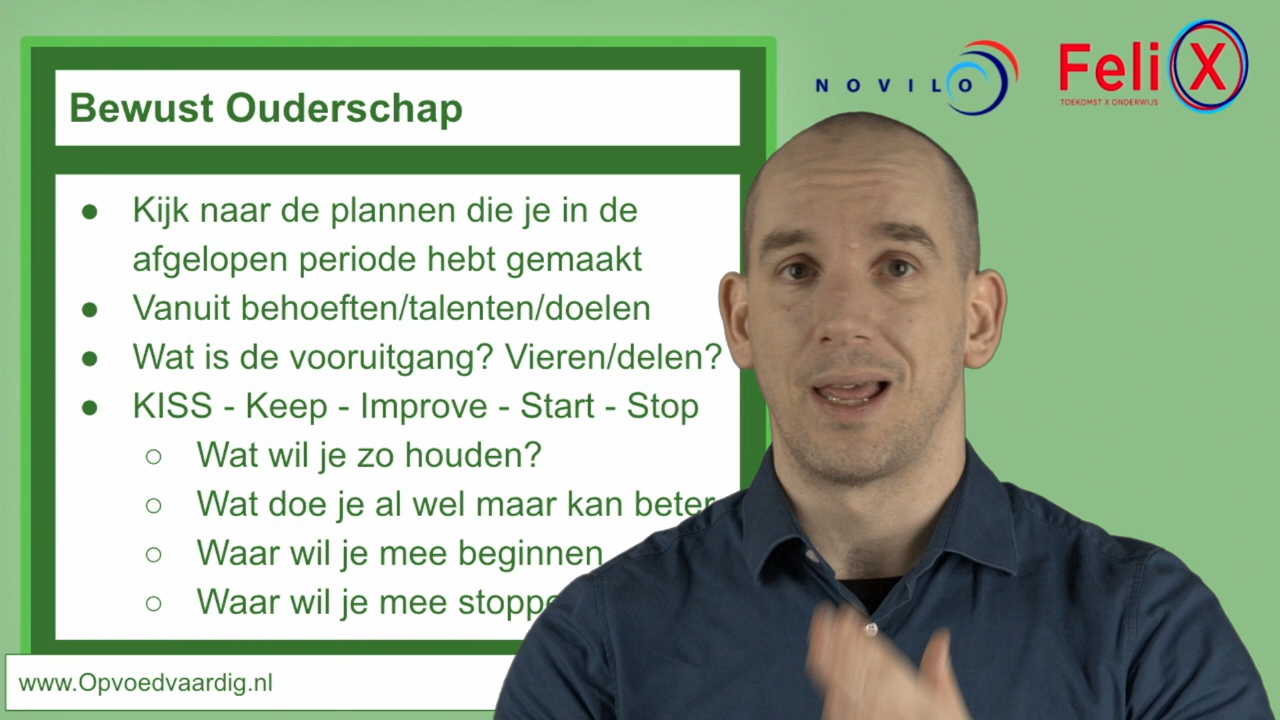 Bewust Ouderschap
NOVILO
FeliX
TOEKOMST X ONDERWIJS
● Kijk naar de plannen die je in de
afgelopen periode hebt gemaakt
● Vanuit behoeften/talenten/doelen
● Wat is de vooruitgang? Vieren/delen?
● KISS - Keep - Improve - Start - Stop
○ Wat wil je zo houden?
○ Wat doe je al wel maar kan beter
○ Waar wil je mee beginnen
○ Waar wil je mee stoppe
www.Opvoedvaardig.nl